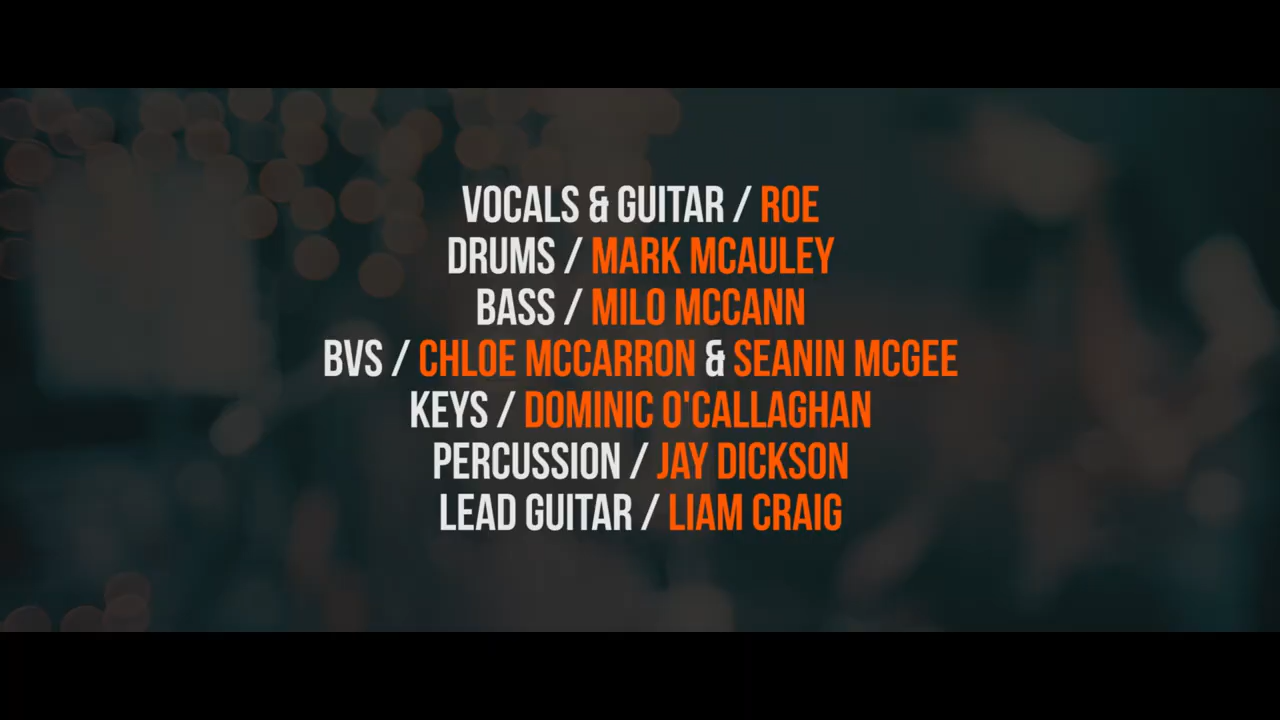 VOCALS & GUITAR / ROE
DRUMS / MARK MCAULEY
BASS / MILO MCCANN
BVS / CHLOE MCCARRON & SEANIN MCGEE
KEYS / DOMINIC O'CALLAGHAN
PERCUSSION / JAY DICKSON
LEAD GUITAR / LIAM CRAIG